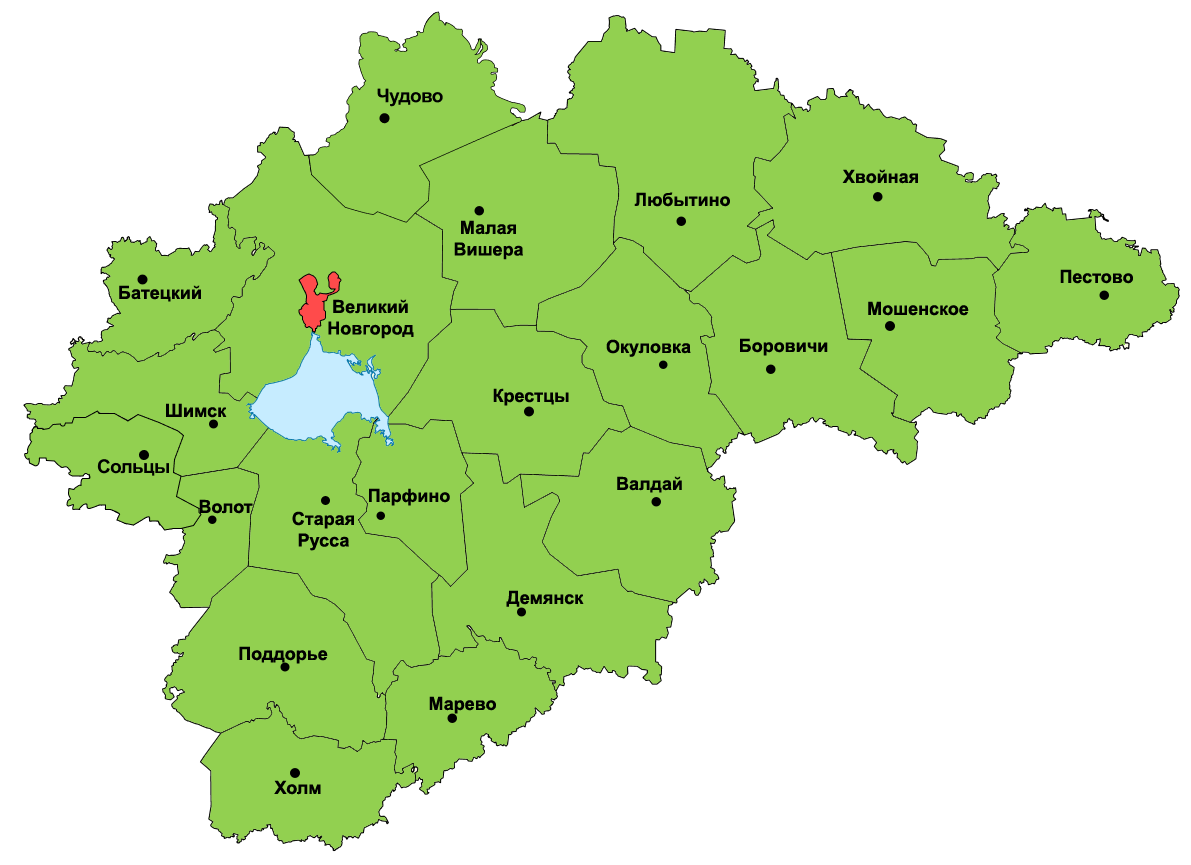 Чудово
Хвойная
Любытино
Малая
Вишера
Пестово
Батецкий
Великий
Новгород
Мошенское
Окуловка
Боровичи
Крестцы
Шимск
Сольцы
Валдай
Парфино
Волот
Старая
Русса
Демянск
Поддорье
Марево
Холм